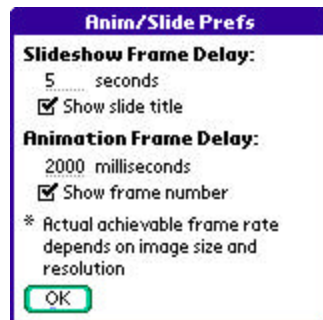 Anim/Slide Prefs
Slideshow Frame Delay:
5 seconds
Show slide title
Animation Frame Delay:
2000 milliseconds
Show frame number
* Actual achievable frame rate
depends on image size and
resolution
OK